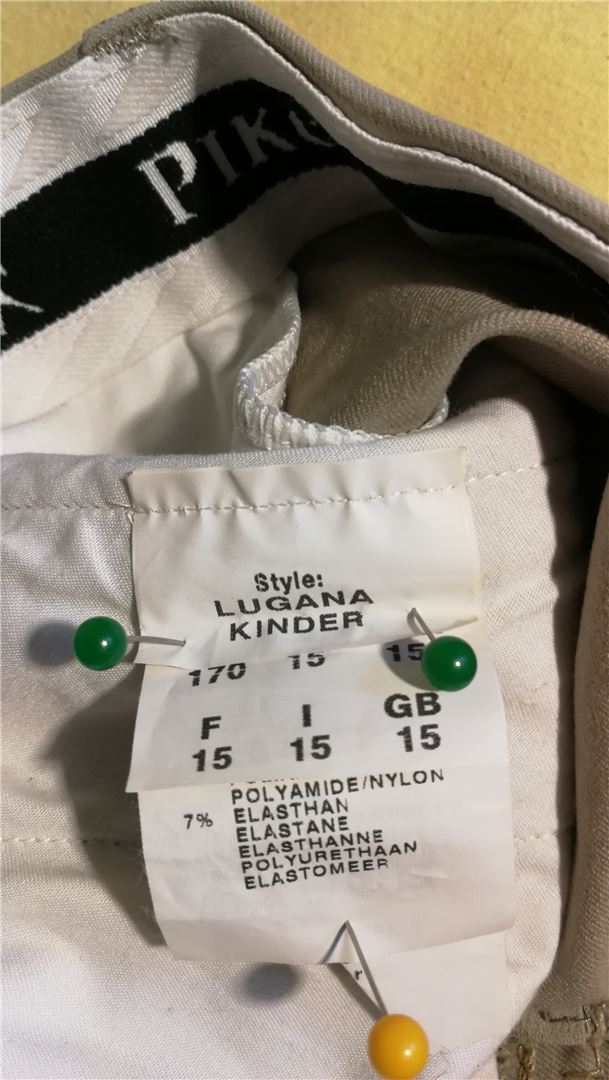 PIK
Style:
LUGANA
KINDER
170 15 15
F I GB
15 15 15
POLYAMIDE/NYLON
7% ELASTHAN
ELASTANE
ELASTHANNE
POLYURETHAAN
ELASTOMEER